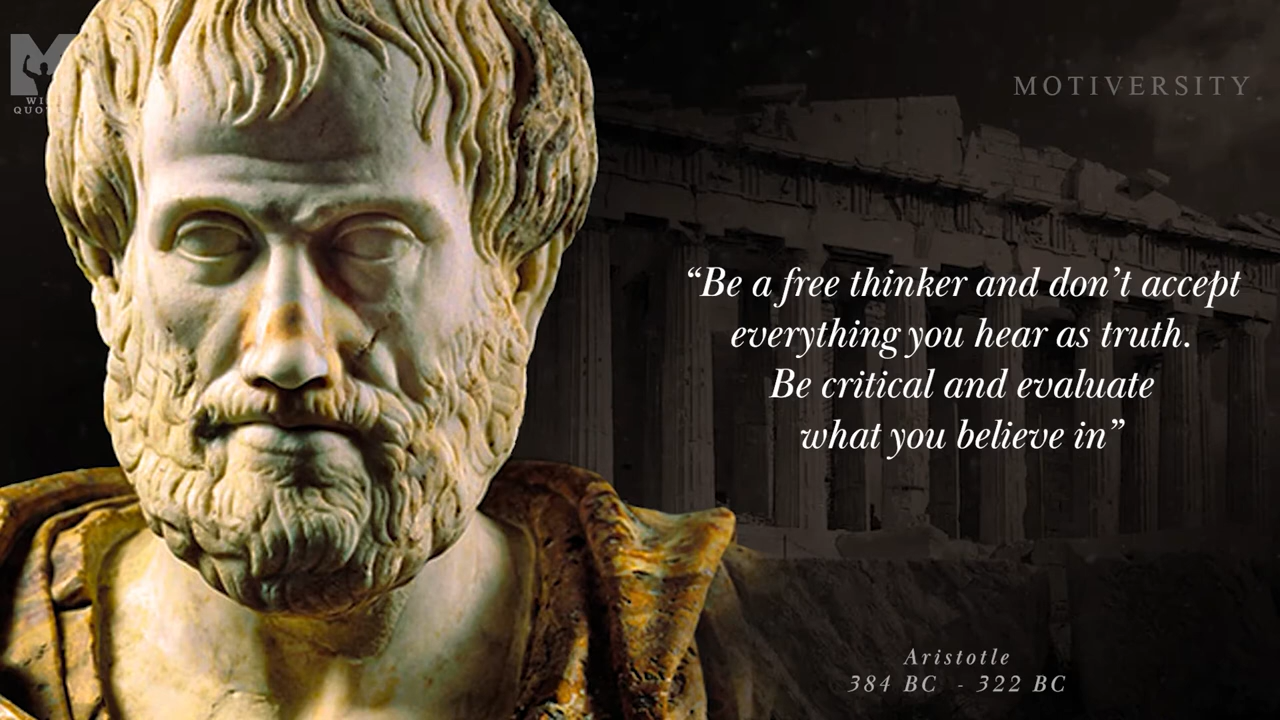 MOTIVERSITY
“Be a free thinker and don’t accept
everything you hear as truth.
Be critical and evaluate
what you believe in”
Aristotle
384 BC - 322 BC